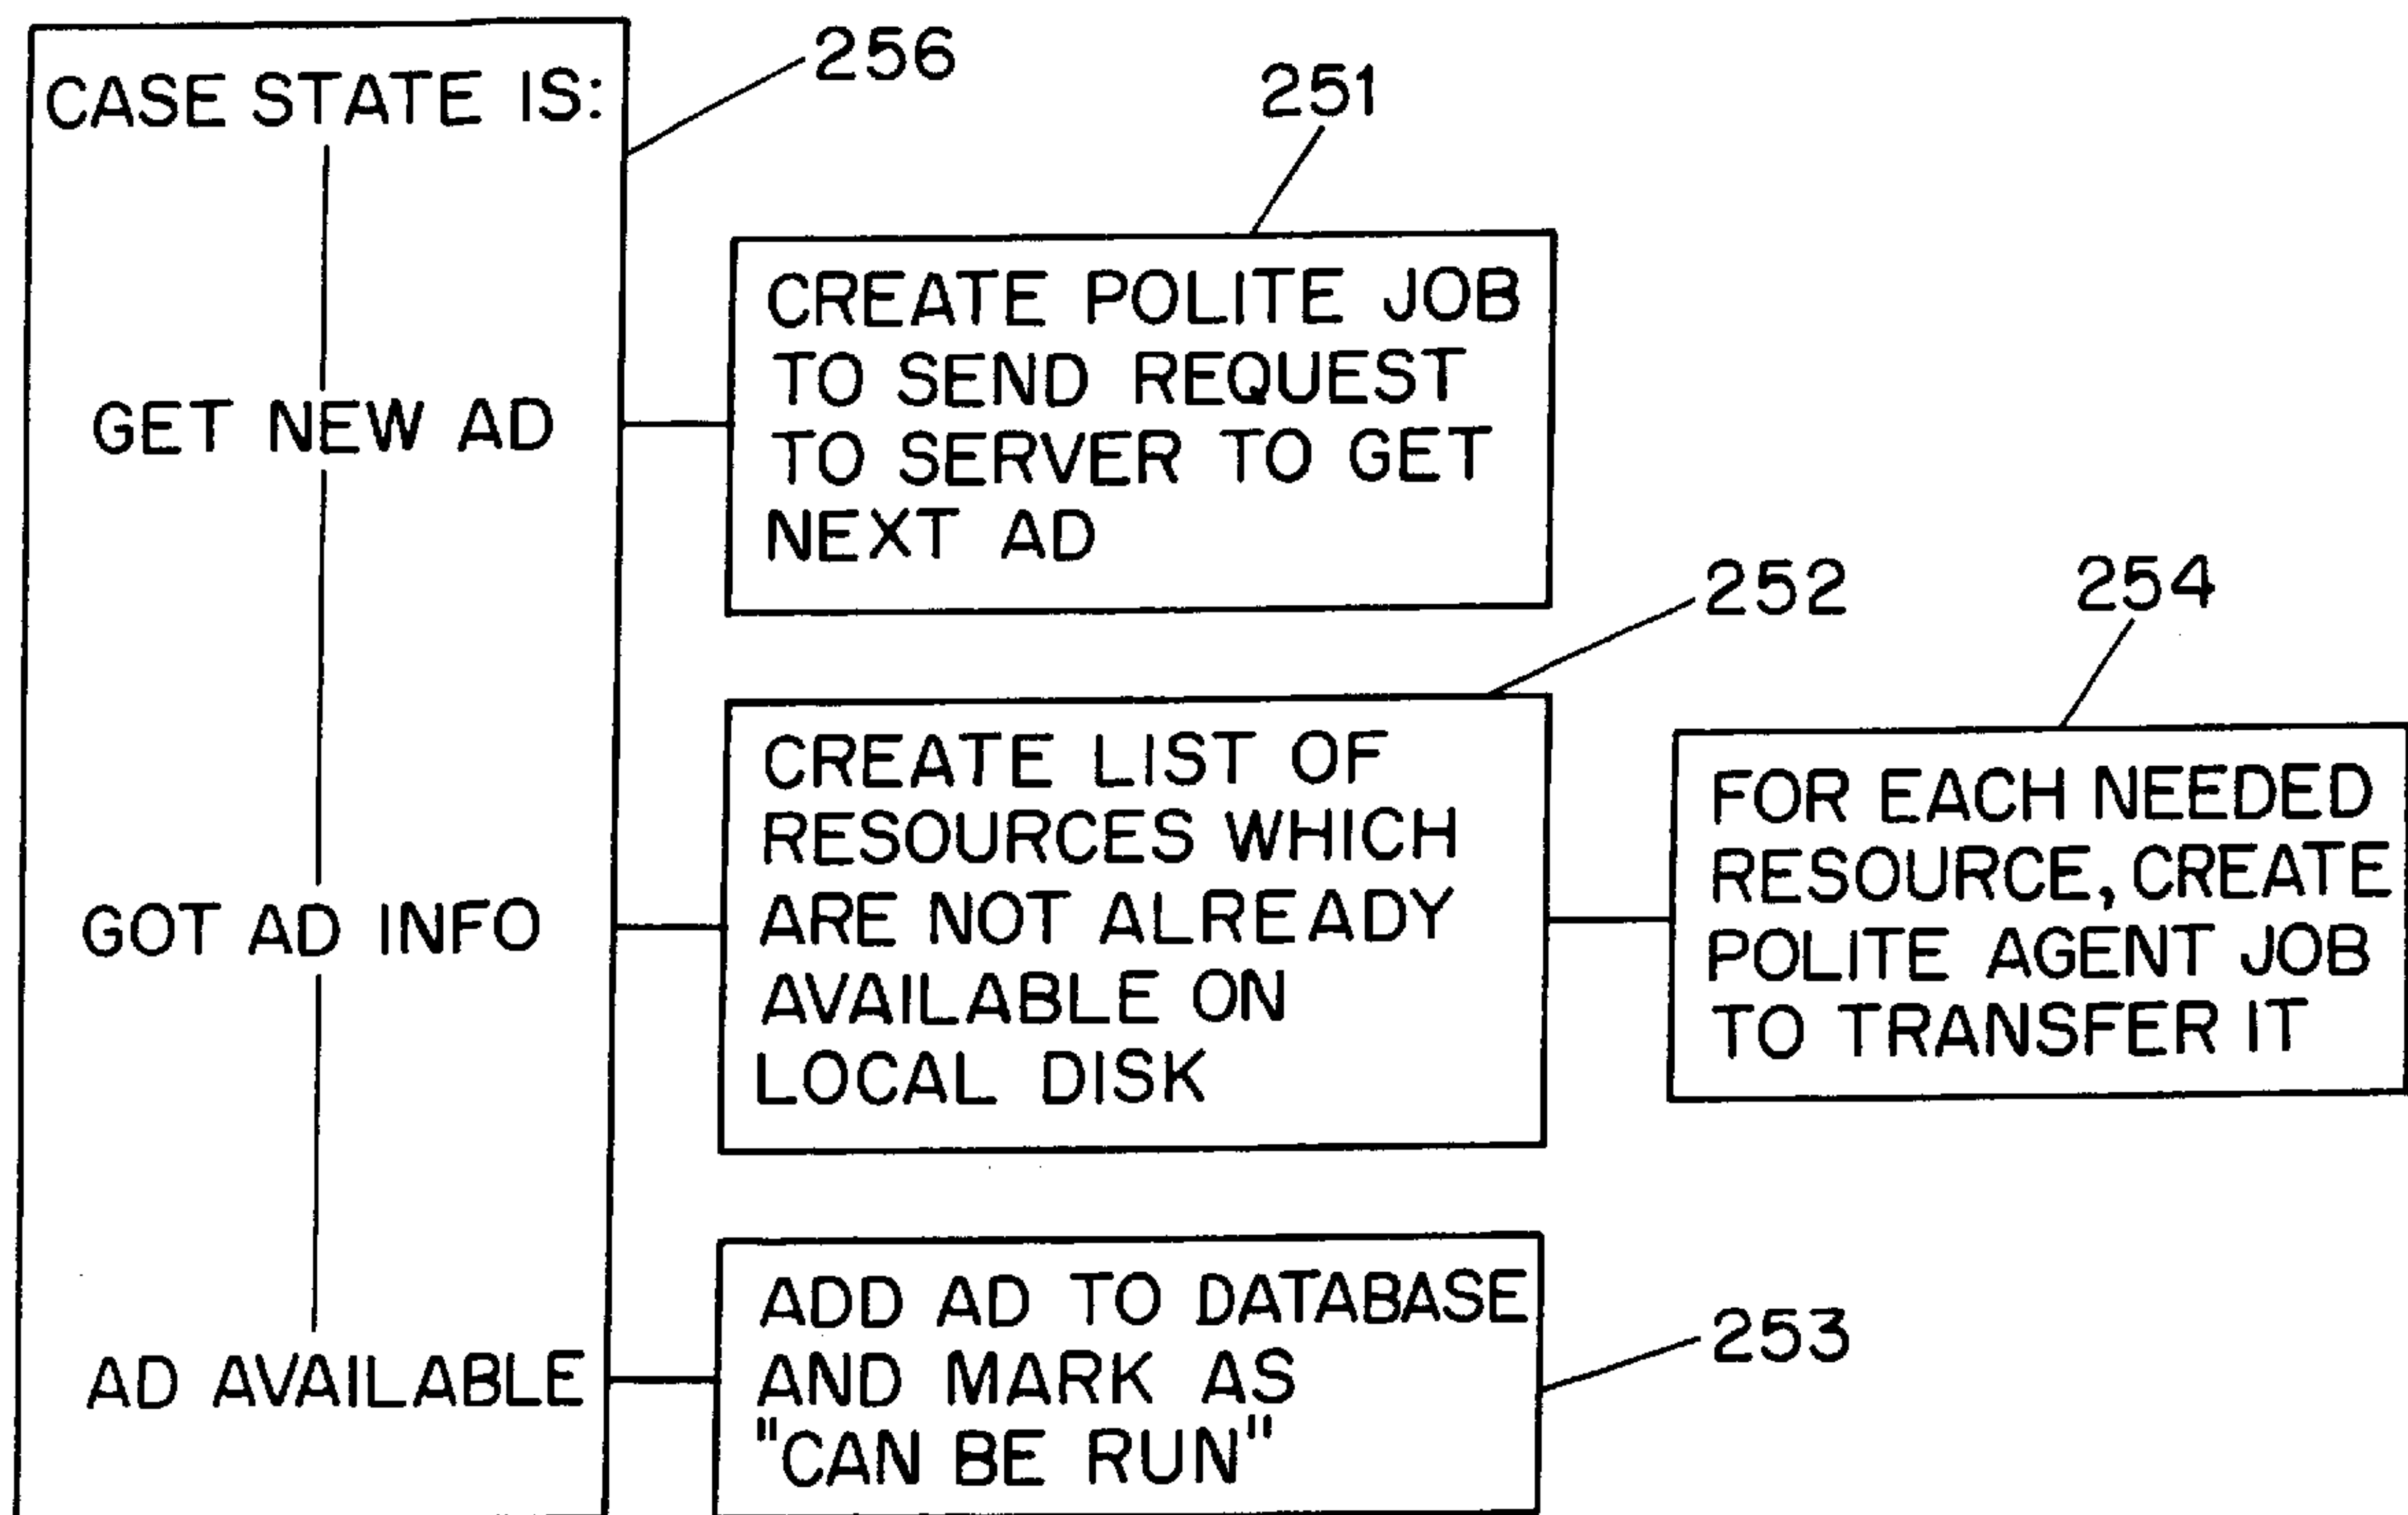 CASE STATE IS:
256
251
GET NEW AD
CREATE POLITE JOB
TO SEND REQUEST
TO SERVER TO GET
NEXT AD
252
254
GOT AD INFO
CREATE LIST OF
RESOURCES WHICH
ARE NOT ALREADY
AVAILABLE ON
LOCAL DISK
FOR EACH NEEDED
RESOURCE, CREATE
POLITE AGENT JOB
TO TRANSFER IT
AD AVAILABLE
ADD AD TO DATABASE
AND MARK AS
"CAN BE RUN"
253